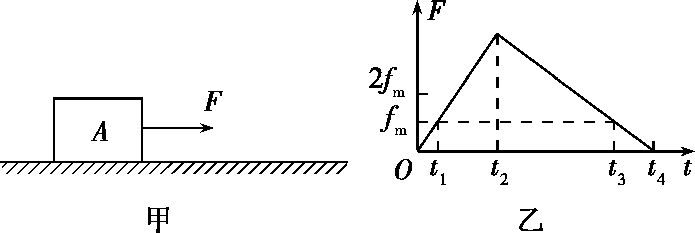 A
F
甲
F
2fₘ
fₘ
O
t₁
t₂
t₃
t₄
t
乙